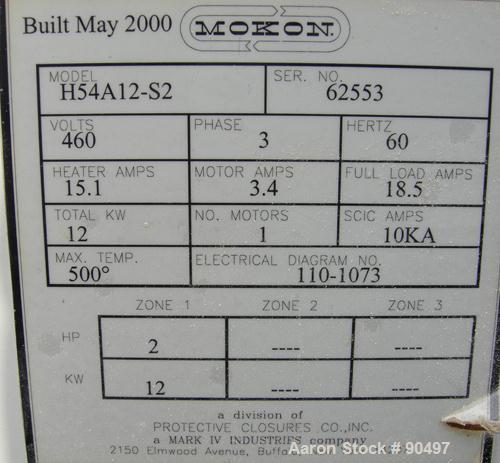 Built May 2000 MOKON
MODEL SER. NO.
H54A12-S2 62553
VOLTS PHASE HERTZ
460 3 60
HEATER AMPS MOTOR AMPS FULL LOAD AMPS
15.1 3.4 18.5
TOTAL KW NO. MOTORS SCIC AMPS
12 1 10KA
MAX. TEMP. ELECTRICAL DIAGRAM NO.
500° 110-1073
ZONE 1 ZONE 2 ZONE 3
HP 2 ---- ----
KW 12 ---- ----
a division of
PROTECTIVE CLOSURES CO.,INC.
a MARK IV INDUSTRIES company
2150 Elmwood Avenue,
Aaron Stock # 90497